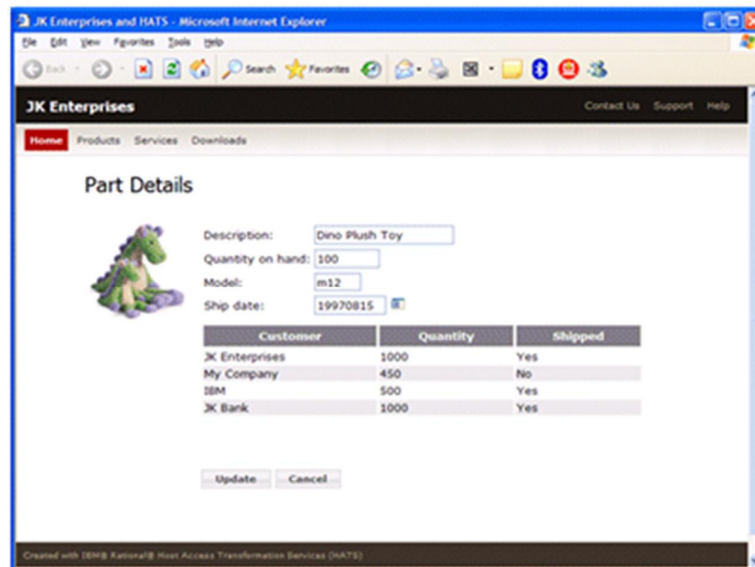 JK Enterprises and HATS - Microsoft Internet Explorer
File Edit View Favorites Tools Help
Back Search Favorites
JK Enterprises Contact Us Support Help
Home Products Services Downloads
Part Details
Description: Dino Plush Toy
Quantity on hand: 100
Model: m12
Ship date: 19970815
Customer Quantity Shipped
JK Enterprises 1000 Yes
My Company 450 No
IBM 500 Yes
JK Bank 1000 Yes
Update Cancel
Created with IBM® Rational® Host Access Transformation Services (HATS)